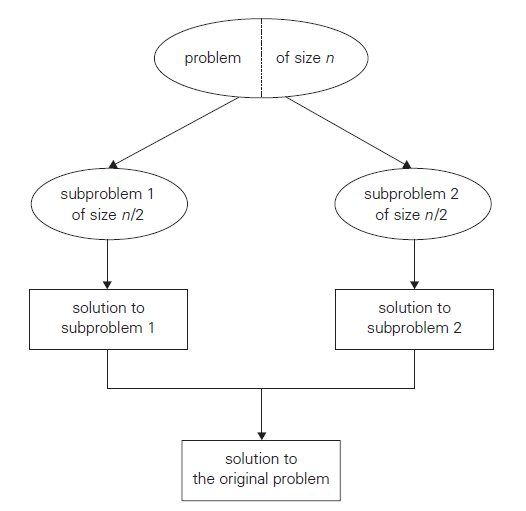 problem of size n
subproblem 1
of size n/2
subproblem 2
of size n/2
solution to
subproblem 1
solution to
subproblem 2
solution to
the original problem